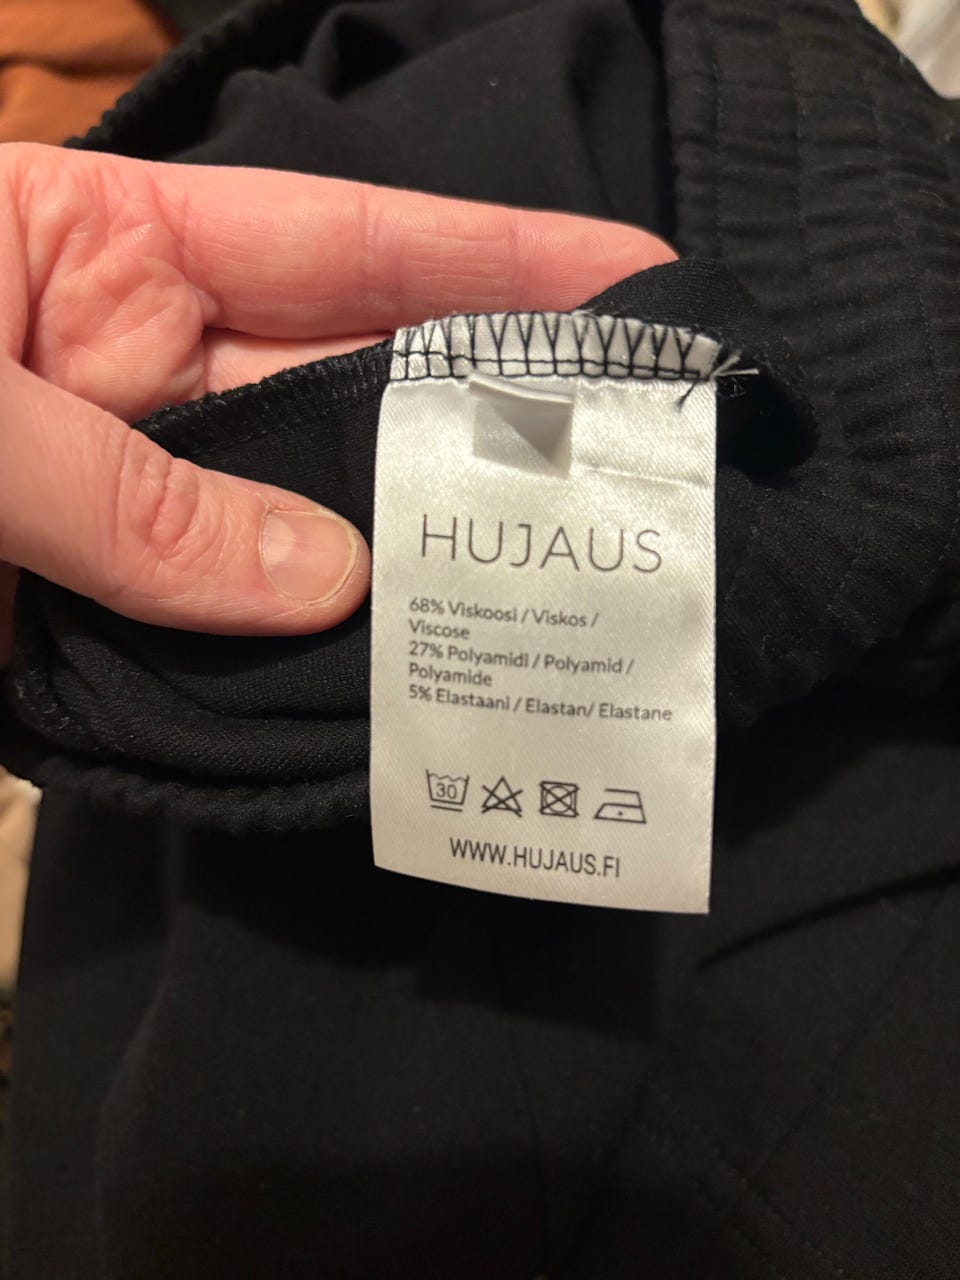 HUJAUS
68% Viskoosi / Viskos /
Viscose
27% Polyamidi / Polyamid /
Polyamide
5% Elastaani / Elastan/ Elastane
30
WWW.HUJAUS.FI